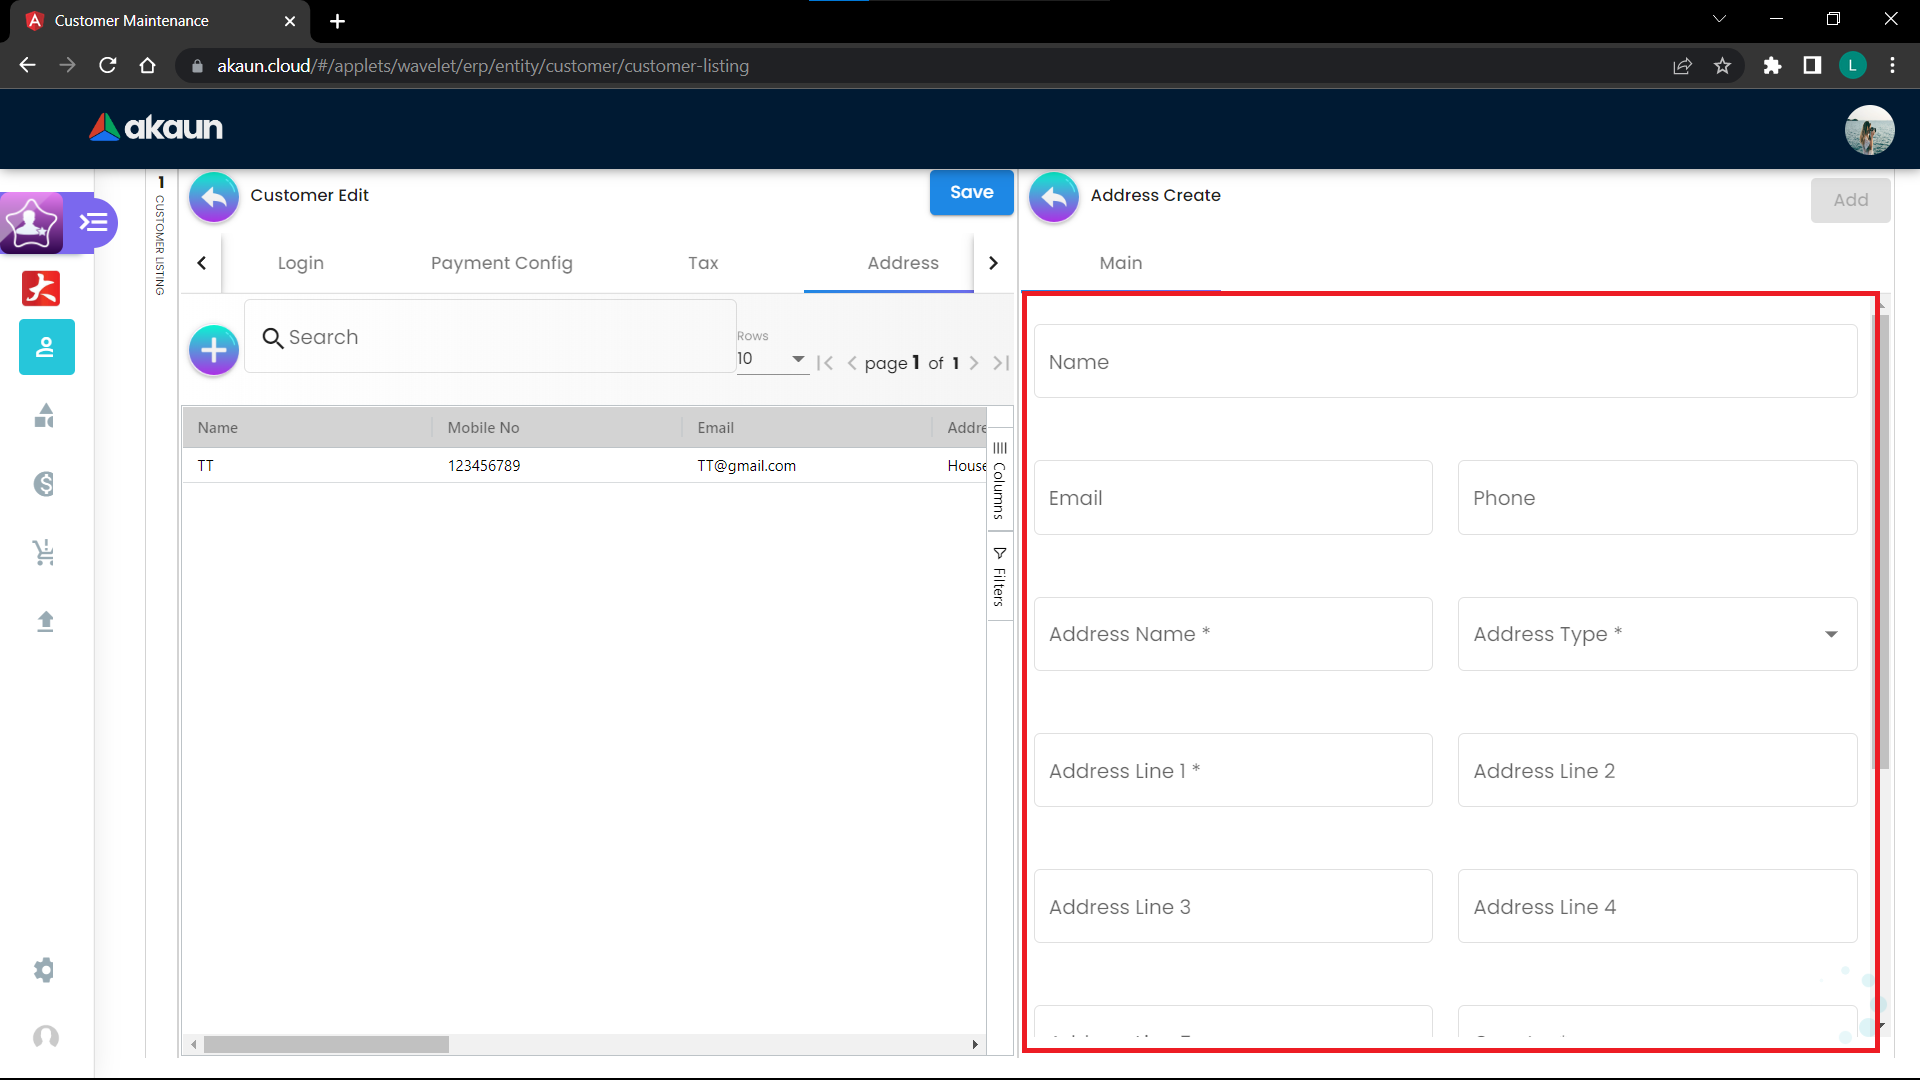 Customer Maintenance
akaun.cloud/#/applets/wavelet/erp/entity/customer/customer-listing
L
akaun
1 CUSTOMER LISTING
Customer Edit
Save
Login
Payment Config
Tax
Address
Search
Rows
10
page 1 of 1
Name
Mobile No
Email
Addre
TT
123456789
TT@gmail.com
House
Columns
Filters
Address Create
Add
Main
Name
Email
Phone
Address Name *
Address Type *
Address Line 1 *
Address Line 2
Address Line 3
Address Line 4